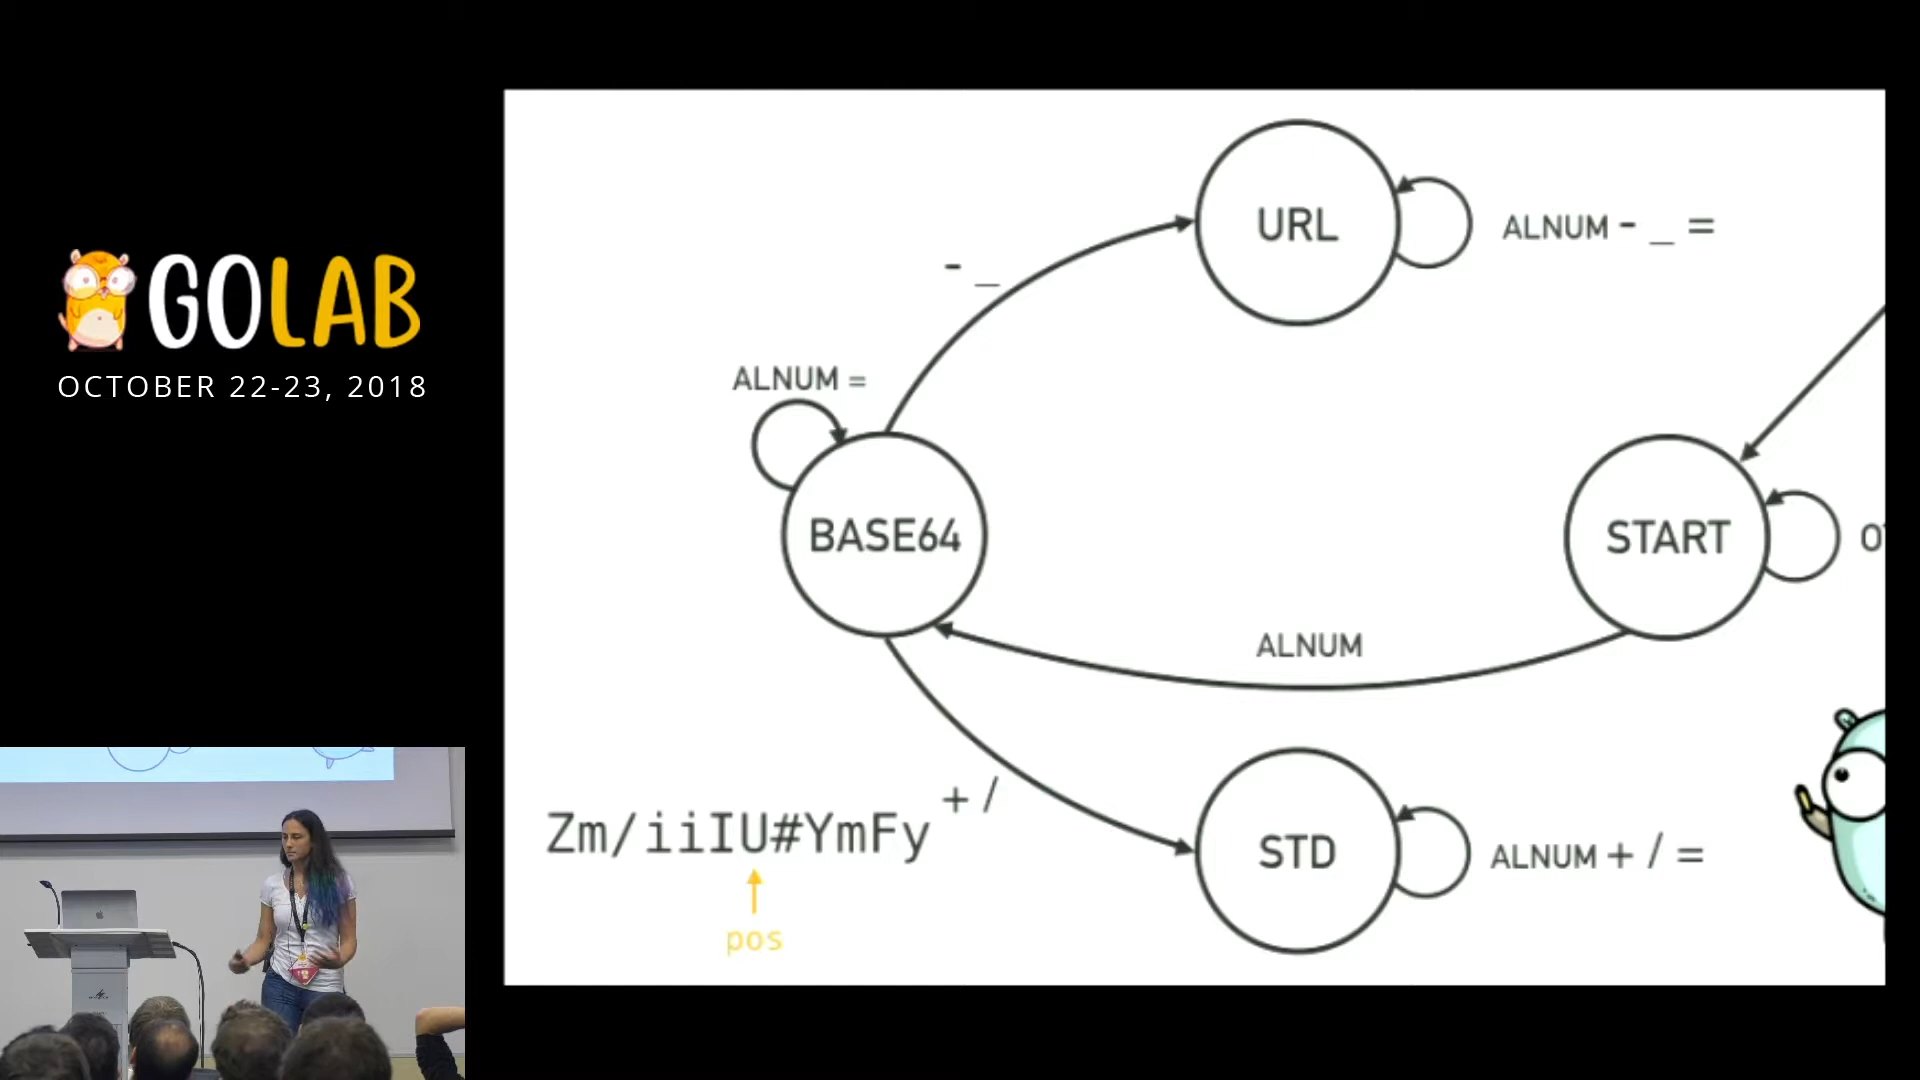 GOLAB
OCTOBER 22-23, 2018
URL
ALNUM - _ =
- _
ALNUM =
BASE64
START
ALNUM
+ /
Zm/iiIU#YmFy
STD
ALNUM + / =
pos